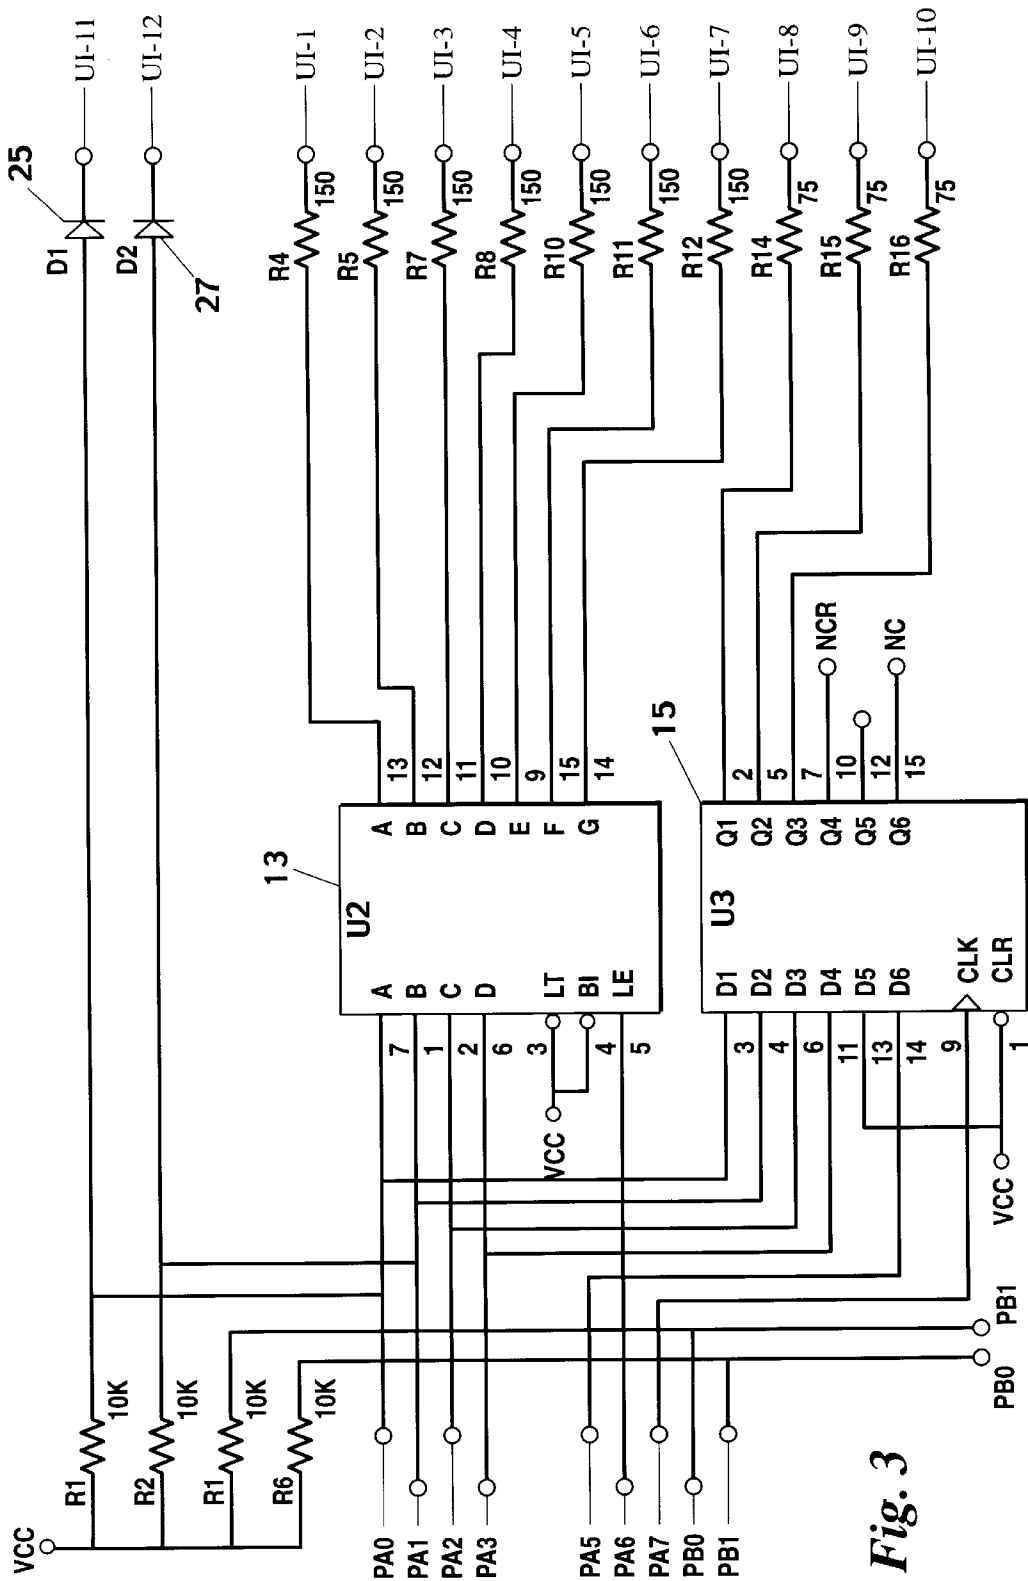 VCC
R1
10K
R2
10K
R1
10K
R6
10K
D1
25
UI-11
D2
27
UI-12
PA0
PA1
PA2
PA3
PA5
PA6
PA7
PB0
PB1
PB0
PB1
13
U2
A
B
C
D
LT
BI
LE
7
1
2
6
3
4
5
VCC
A
B
C
D
E
F
G
13
12
11
10
9
15
14
15
U3
D1
D2
D3
D4
D5
D6
CLK
CLR
3
4
6
11
13
14
9
1
VCC
Q1
Q2
Q3
Q4
Q5
Q6
2
5
7
10
12
15
NCR
NC
R4
150
UI-1
R5
150
UI-2
R7
150
UI-3
R8
150
UI-4
R10
150
UI-5
R11
150
UI-6
R12
150
UI-7
R14
75
UI-8
R15
75
UI-9
R16
75
UI-10
Fig. 3